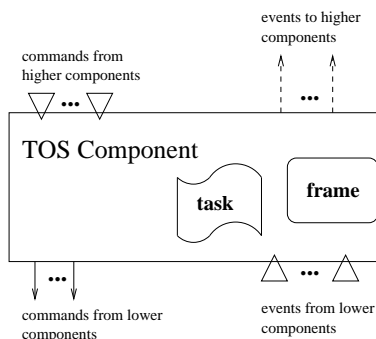 events to higher
components
commands from
higher components
•••
•••
TOS Component
task
frame
•••
•••
commands from lower
components
events from lower
components